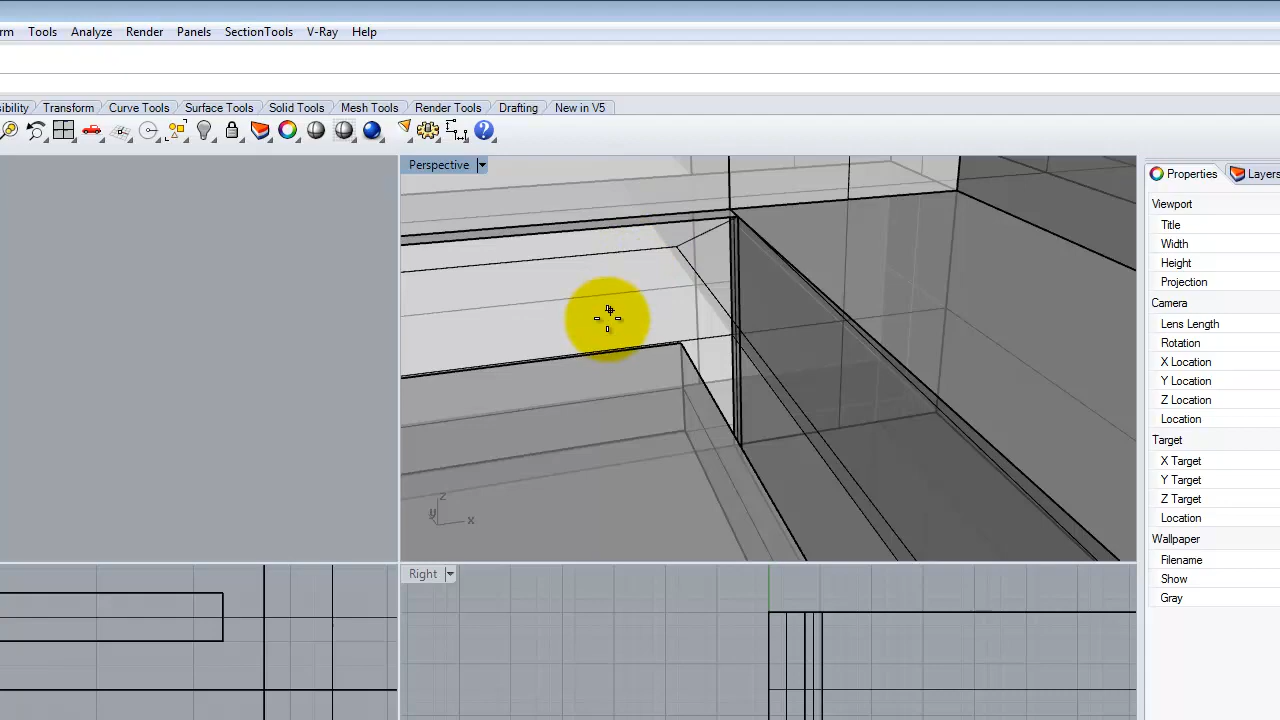 rm Tools Analyze Render Panels SectionTools V-Ray Help
ibility Transform Curve Tools Surface Tools Solid Tools Mesh Tools Render Tools Drafting New in V5
Perspective
Properties Layers
Viewport
Title
Width
Height
Projection
Camera
Lens Length
Rotation
X Location
Y Location
Z Location
Location
Target
X Target
Y Target
Z Target
Location
Wallpaper
Filename
Show
Gray
z
y x
Right